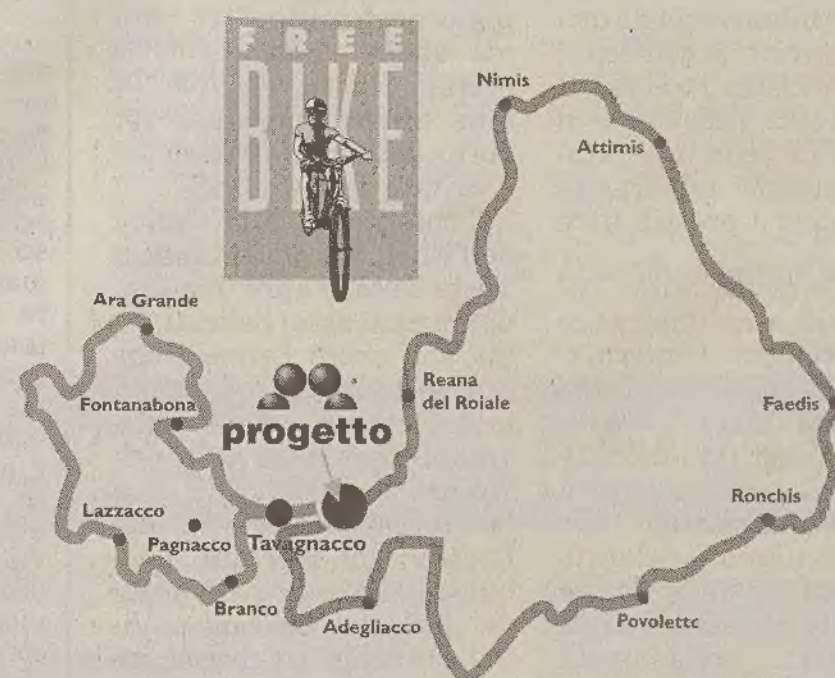 FREE
BIKE
Nimis
Attimis
Ara Grande
Reana
del Roiale
Fontanabona
progetto
Faedis
Lazzacco
Pagnacco
Tavagnacco
Ronchis
Branco
Adegliacco
Povoletto